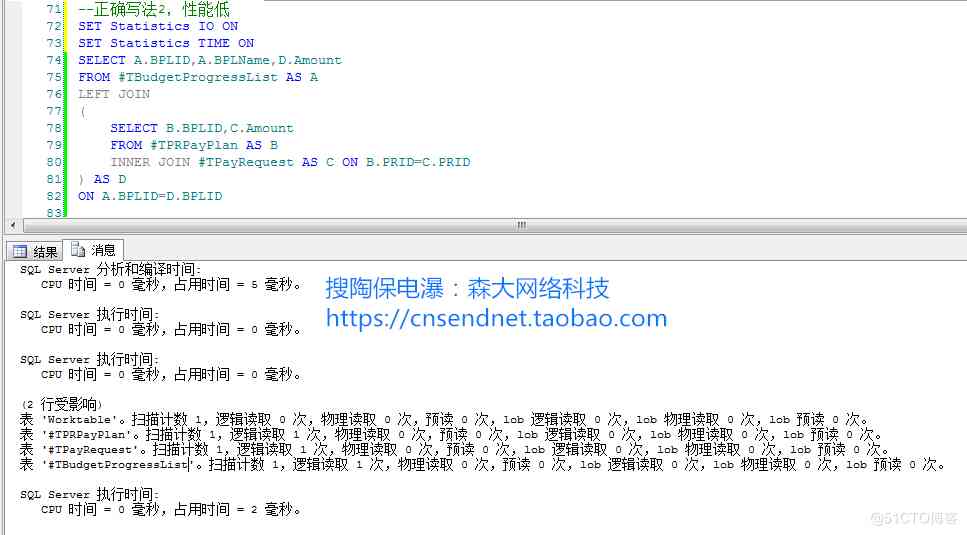 71 --正确写法2，性能低
72 SET Statistics IO ON
73 SET Statistics TIME ON
74 SELECT A.BPLID,A.BPLName,D.Amount
75 FROM #TBudgetProgressList AS A
76 LEFT JOIN
77 (
78 SELECT B.BPLID,C.Amount
79 FROM #TPRPayPlan AS B
80 INNER JOIN #TPayRequest AS C ON B.PRID=C.PRID
81 ) AS D
82 ON A.BPLID=D.BPLID
83
结果 消息
SQL Server 分析和编译时间:
CPU 时间 = 0 毫秒，占用时间 = 5 毫秒。
搜陶保电瀑：森大网络科技
SQL Server 执行时间:
https://cnsendnet.taobao.com
CPU 时间 = 0 毫秒，占用时间 = 0 毫秒。
SQL Server 执行时间:
CPU 时间 = 0 毫秒，占用时间 = 0 毫秒。
(2 行受影响)
表 'Worktable'。扫描计数 1，逻辑读取 0 次，物理读取 0 次，预读 0 次，lob 逻辑读取 0 次，lob 物理读取 0 次，lob 预读 0 次。
表 '#TPRPayPlan'。扫描计数 1，逻辑读取 1 次，物理读取 0 次，预读 0 次，lob 逻辑读取 0 次，lob 物理读取 0 次，lob 预读 0 次。
表 '#TPayRequest'。扫描计数 1，逻辑读取 1 次，物理读取 0 次，预读 0 次，lob 逻辑读取 0 次，lob 物理读取 0 次，lob 预读 0 次。
表 '#TBudgetProgressList'。扫描计数 1，逻辑读取 1 次，物理读取 0 次，预读 0 次，lob 逻辑读取 0 次，lob 物理读取 0 次，lob 预读 0 次。
SQL Server 执行时间:
CPU 时间 = 0 毫秒，占用时间 = 2 毫秒。
@51CTO博客